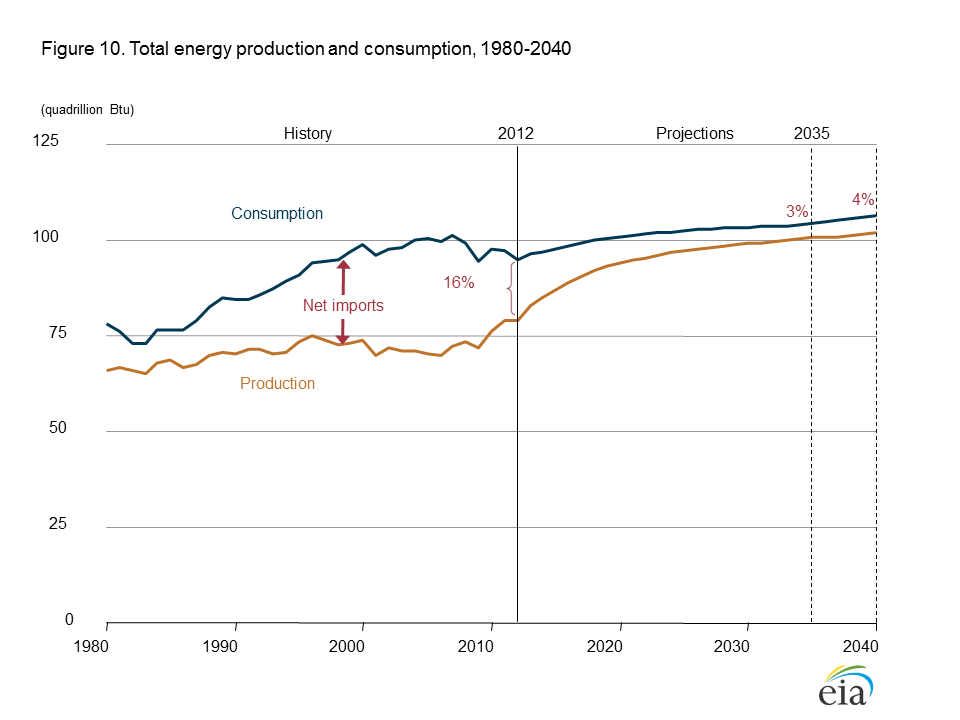 Figure 10. Total energy production and consumption, 1980-2040
(quadrillion Btu)
History 2012 Projections 2035
125
4%
3%
Consumption
100
16%
Net imports
75
Production
50
25
0
1980 1990 2000 2010 2020 2030 2040
eia